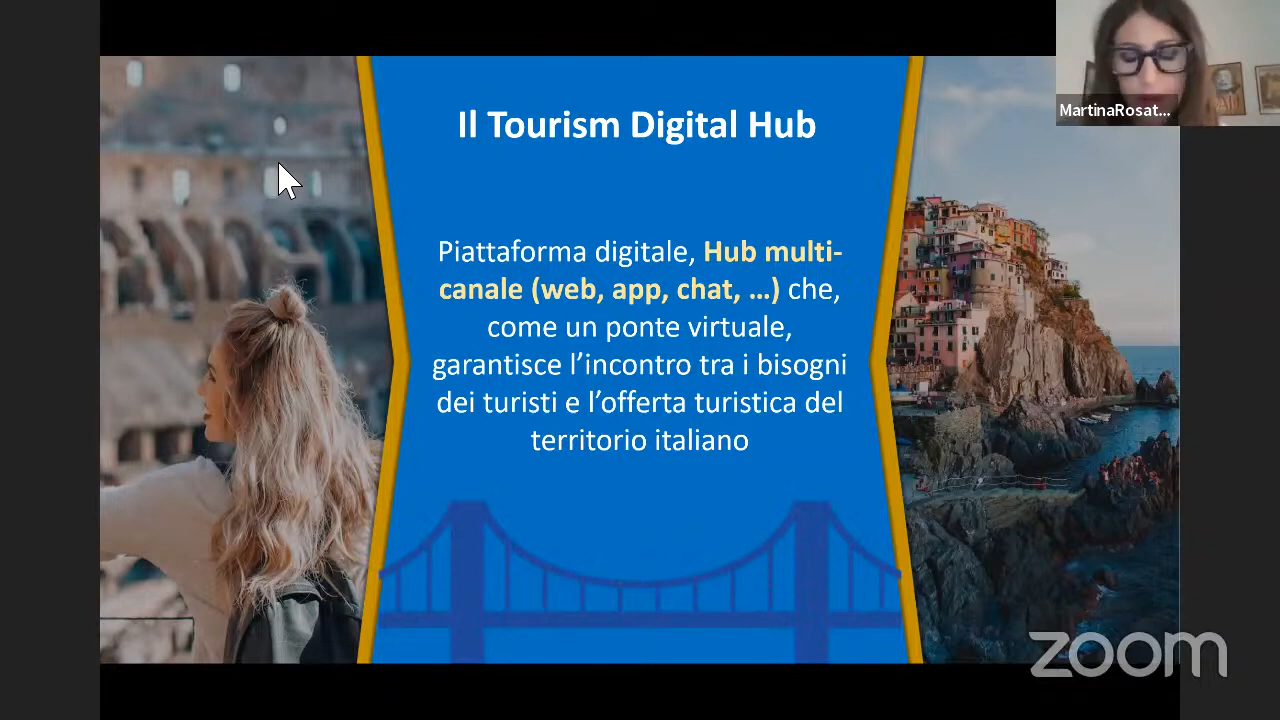 MartinaRosat...
Il Tourism Digital Hub
Piattaforma digitale, Hub multi-
canale (web, app, chat, ...) che,
come un ponte virtuale,
garantisce l’incontro tra i bisogni
dei turisti e l’offerta turistica del
territorio italiano
zoom